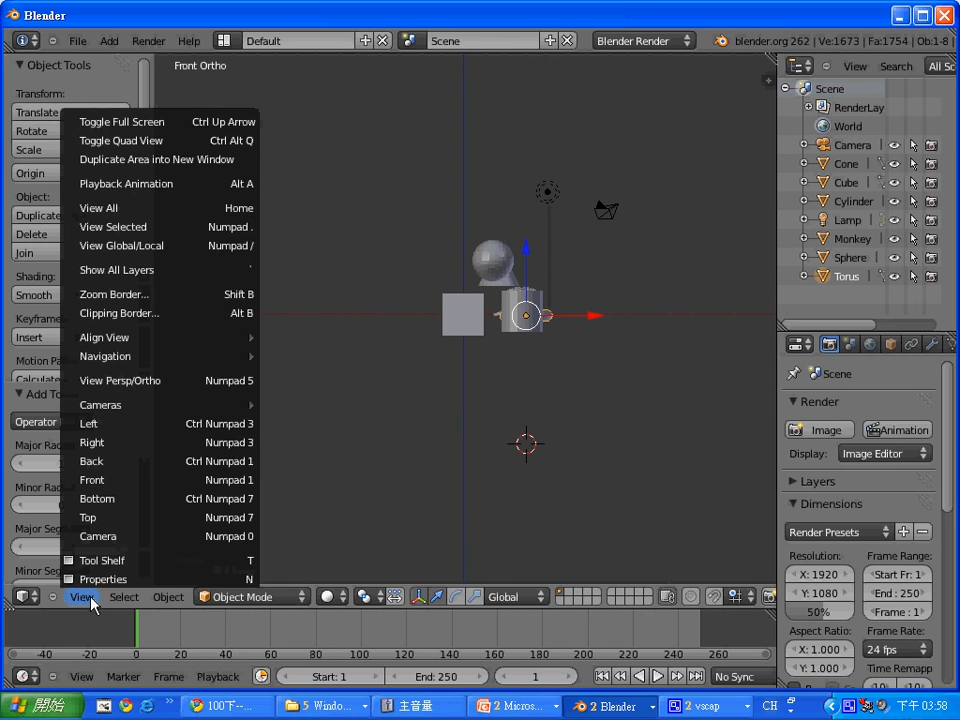 Blender
File Add Render Help Default Scene Blender Render blender.org 262 | Ve:1673 | Fa:1754 | Ob:1-8
Object Tools
Front Ortho
View Search All Sc
Transform:
Translate
Rotate
Scale
Origin
Object:
Duplicate
Delete
Join
Shading:
Smooth
Keyframe
Insert
Motion Pa
Calculate
Add To
Operator
Major Ra
Minor Ra
Major Seg
Minor Seg
Toggle Full Screen Ctrl Up Arrow
Toggle Quad View Ctrl Alt Q
Duplicate Area into New Window
Playback Animation Alt A
View All Home
View Selected Numpad .
View Global/Local Numpad /
Show All Layers `
Zoom Border... Shift B
Clipping Border... Alt B
Align View
Navigation
View Persp/Ortho Numpad 5
Cameras
Left Ctrl Numpad 3
Right Numpad 3
Back Ctrl Numpad 1
Front Numpad 1
Bottom Ctrl Numpad 7
Top Numpad 7
Camera Numpad 0
Tool Shelf T
Properties N
Scene
RenderLay
World
Camera
Cone
Cube
Cylinder
Lamp
Monkey
Sphere
Torus
Scene
Render
Image Animation
Display: Image Editor
Layers
Dimensions
Render Presets
Resolution: Frame Range:
X: 1920 Start Fr: 1
Y: 1080 End : 250
50% Frame : 1
Aspect Ratio: Frame Rate:
X: 1.000 24 fps
Y: 1.000 Time Remapp
View Select Object Object Mode Global
-40 -20 0 20 40 60 80 100 120 140 160 180 200 220 240 260
View Marker Frame Playback Start: 1 End: 250 1 No Sync
開始 100下--... 5 Windo... 主音量 2 Micros... 2 Blender 2 vscap CH 下午 03:58